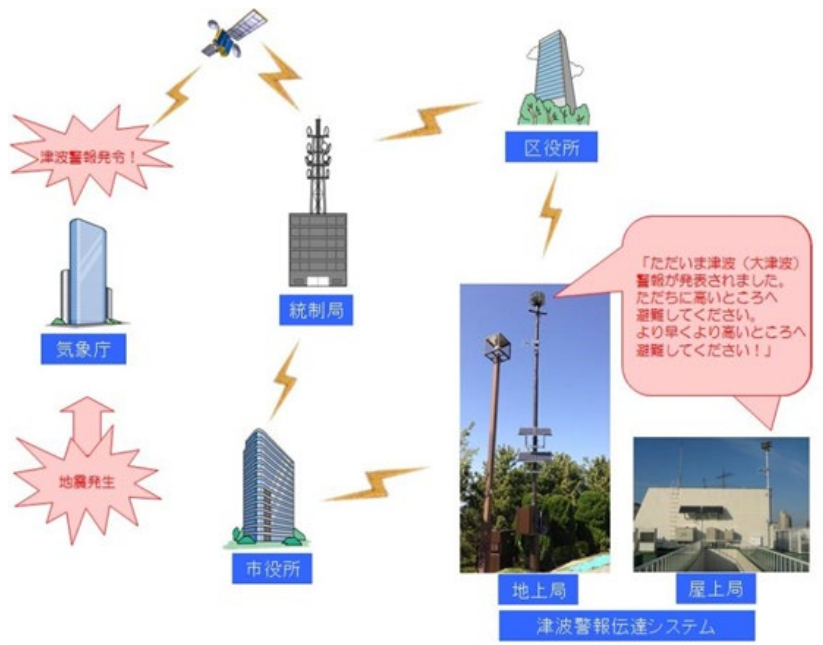 津波警報発令！
区役所
「ただいま津波（大津波）
警報が発表されました。
ただちに高いところへ
避難してください。
より早くより高いところへ
避難してください！」
統制局
気象庁
地震発生
市役所
地上局
屋上局
津波警報伝達システム